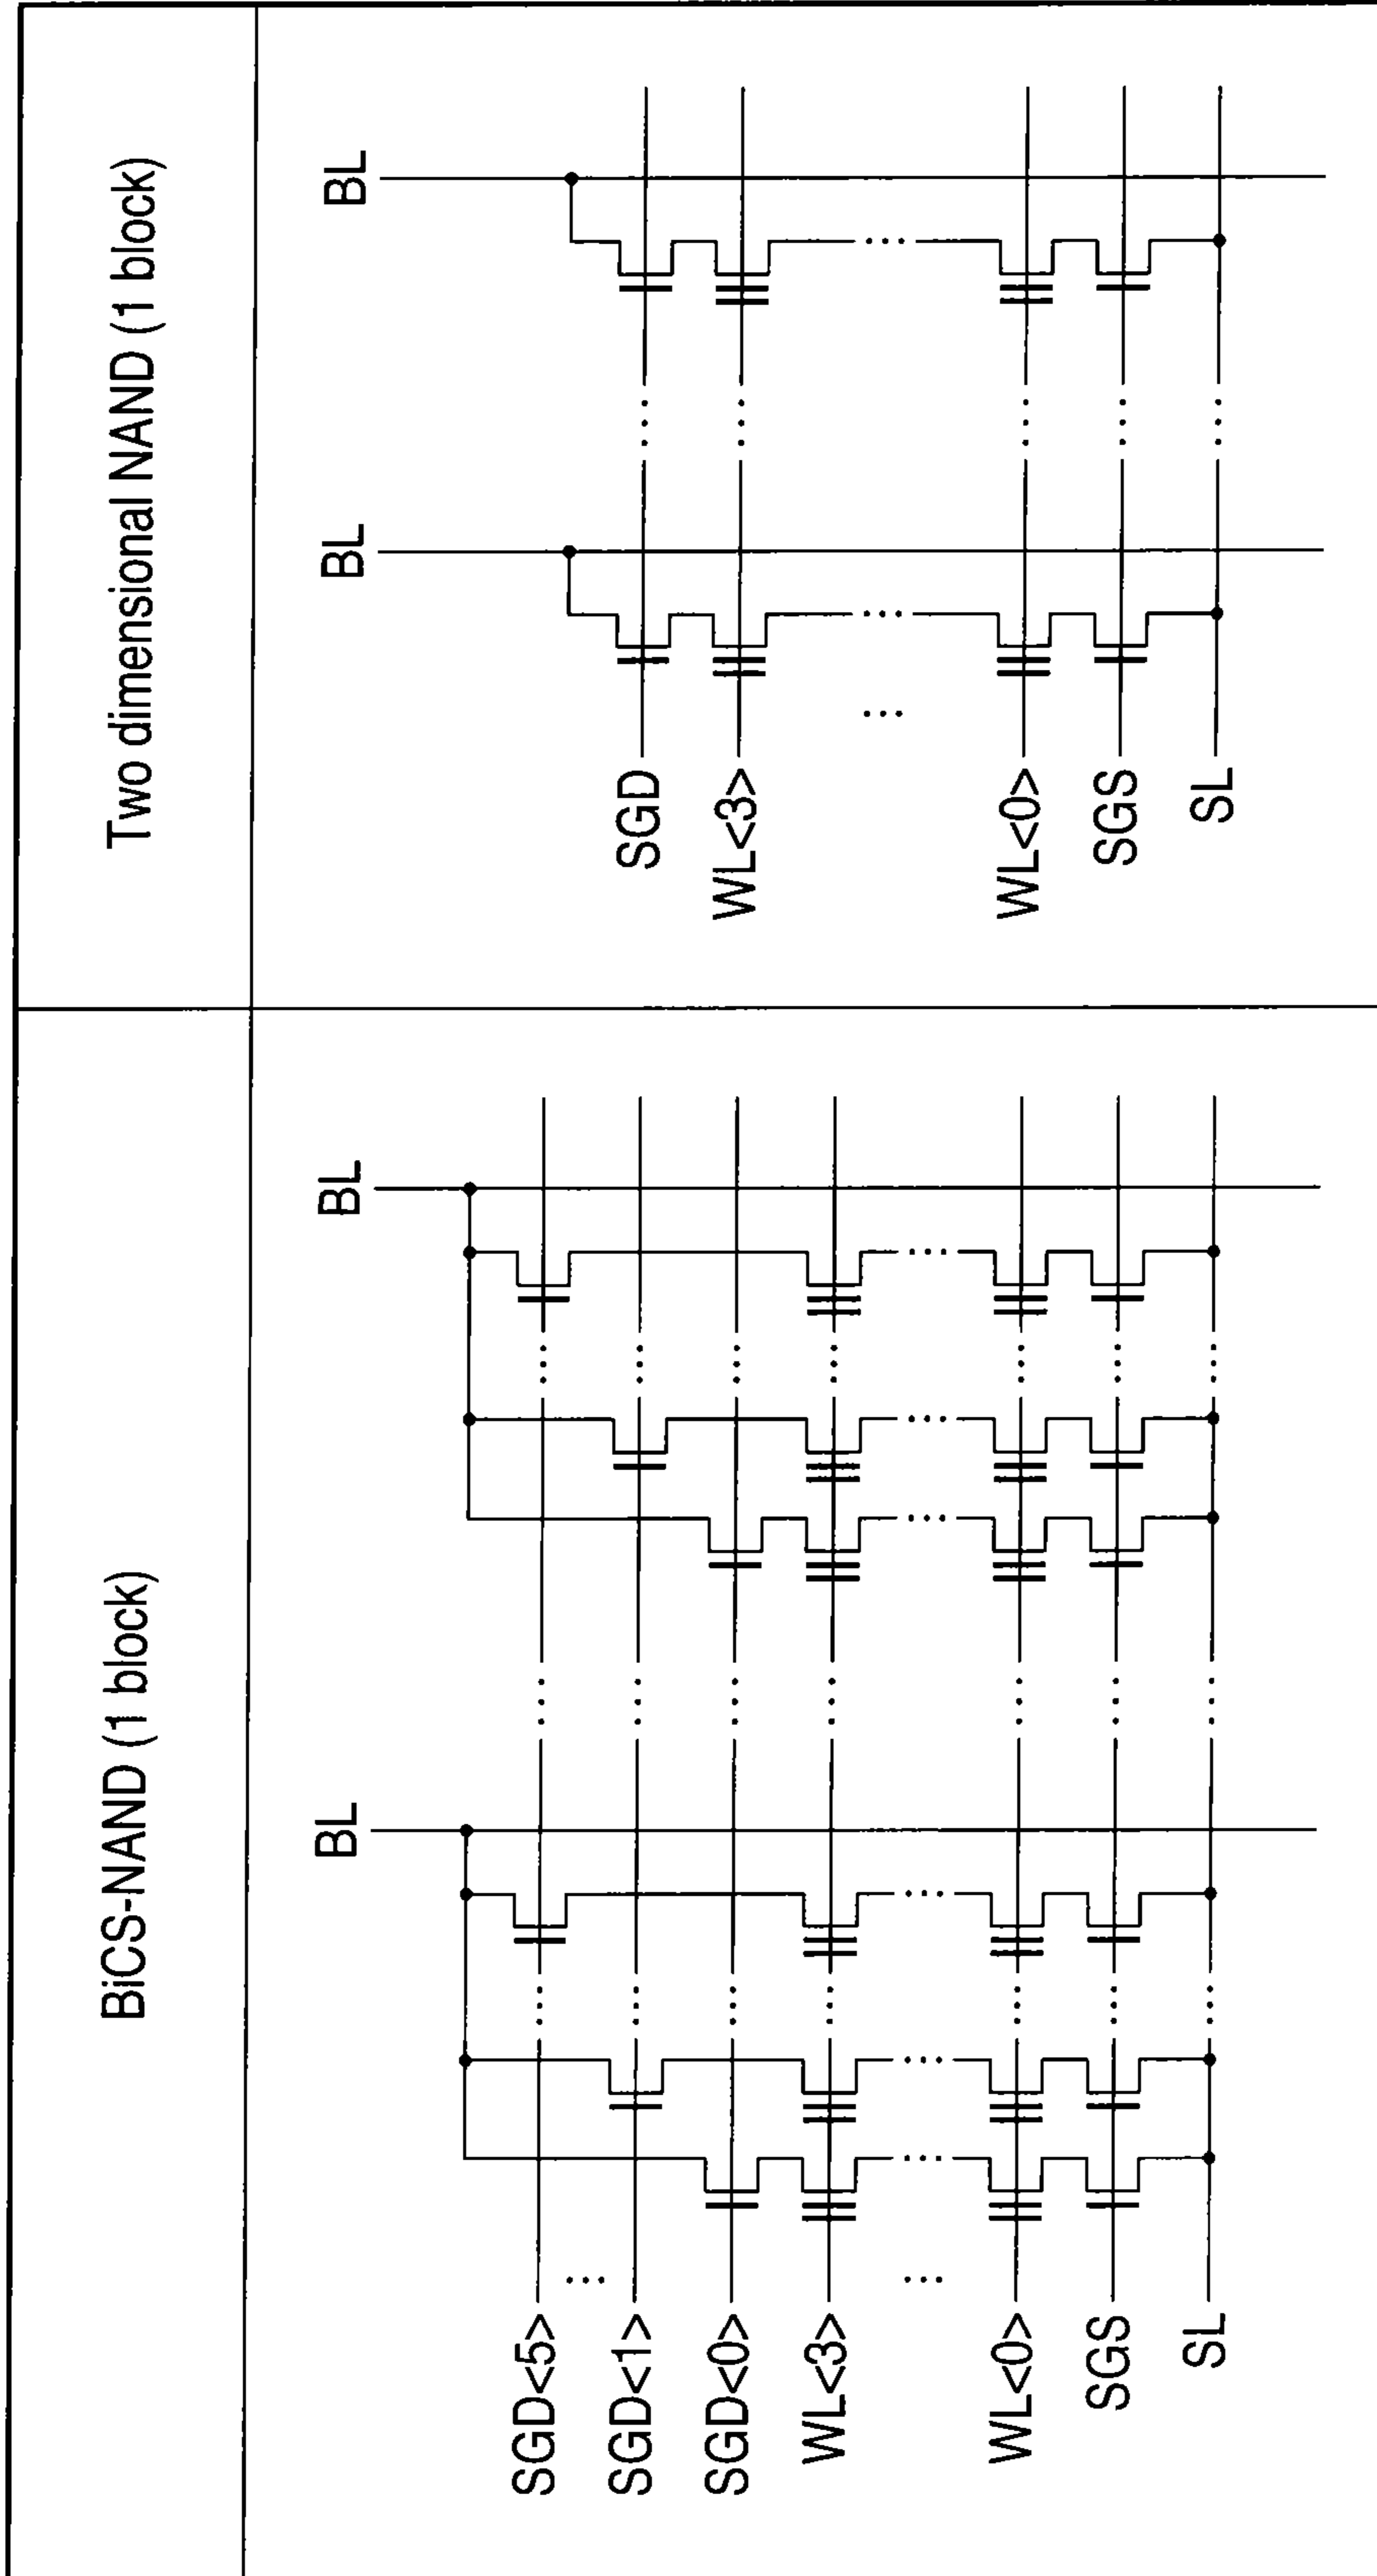 BiCS-NAND (1 block)
BL
BL
SGD<5>
SGD<1>
SGD<0>
WL<3>
WL<0>
SGS
SL
Two dimensional NAND (1 block)
BL
BL
SGD
WL<3>
WL<0>
SGS
SL